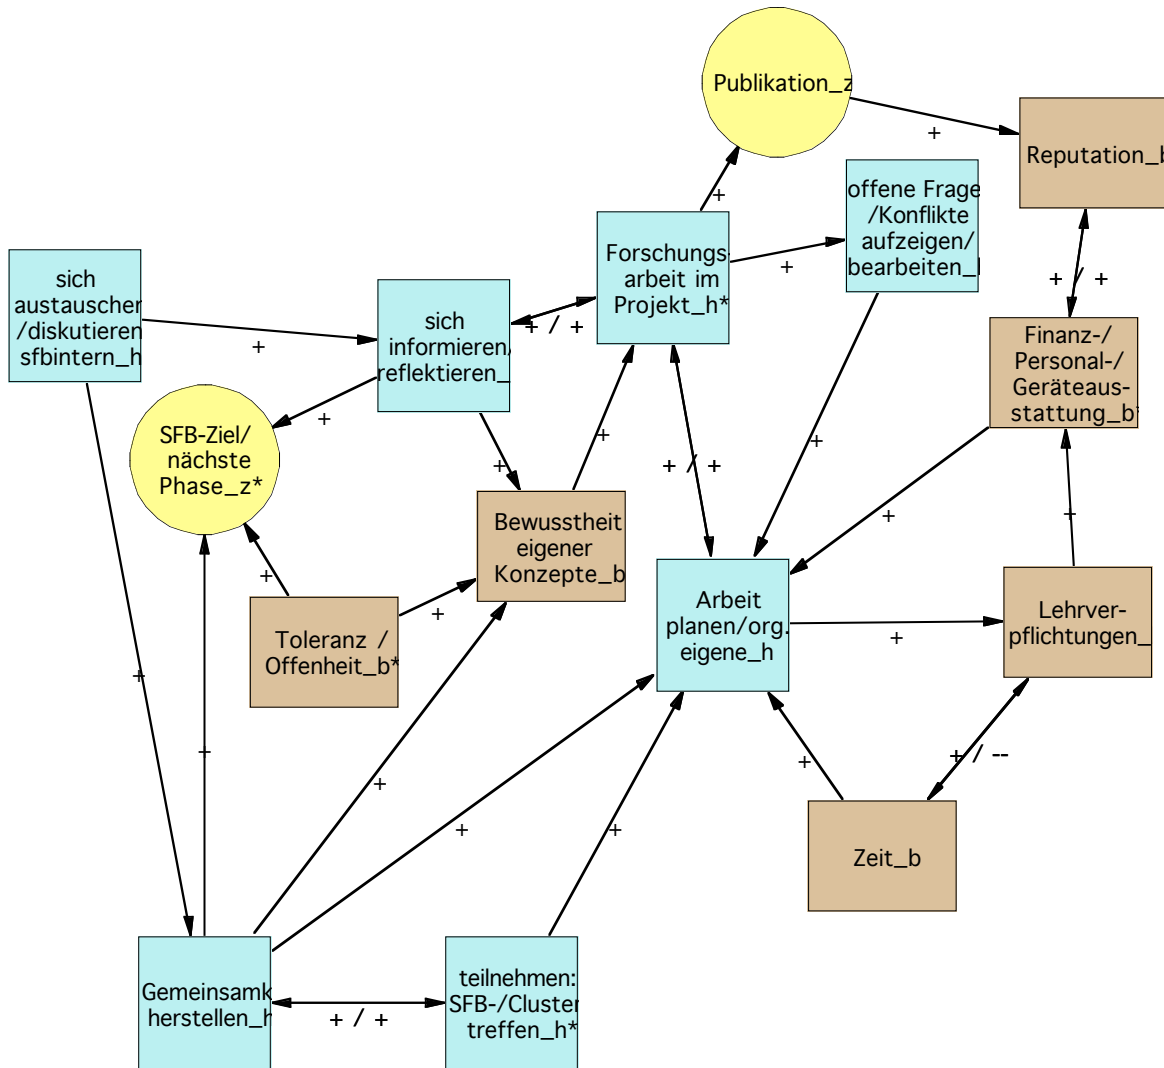 Publikation_z
+
Reputation_b
offene Frage
/Konflikte
aufzeigen/
bearbeiten_
+
Forschungs-
arbeit im
Projekt_h*
+
+ / +
sich
austauschen
/diskutieren
sfbintern_h
+
sich
informieren/
reflektieren_
+ / +
Finanz-/
Personal-/
Geräteaus-
stattung_b*
+
SFB-Ziel/
nächste
Phase_z*
+
+
+
+ / +
Bewusstheit
eigener
Konzepte_b
+
+
+
Toleranz /
Offenheit_b*
+
Arbeit
planen/org.
eigene_h
+
Lehrver-
pflichtungen_
+
+
+
+ / --
+
+
+
Zeit_b
Gemeinsamk
herstellen_h
+ / +
teilnehmen:
SFB-/Cluster
treffen_h*